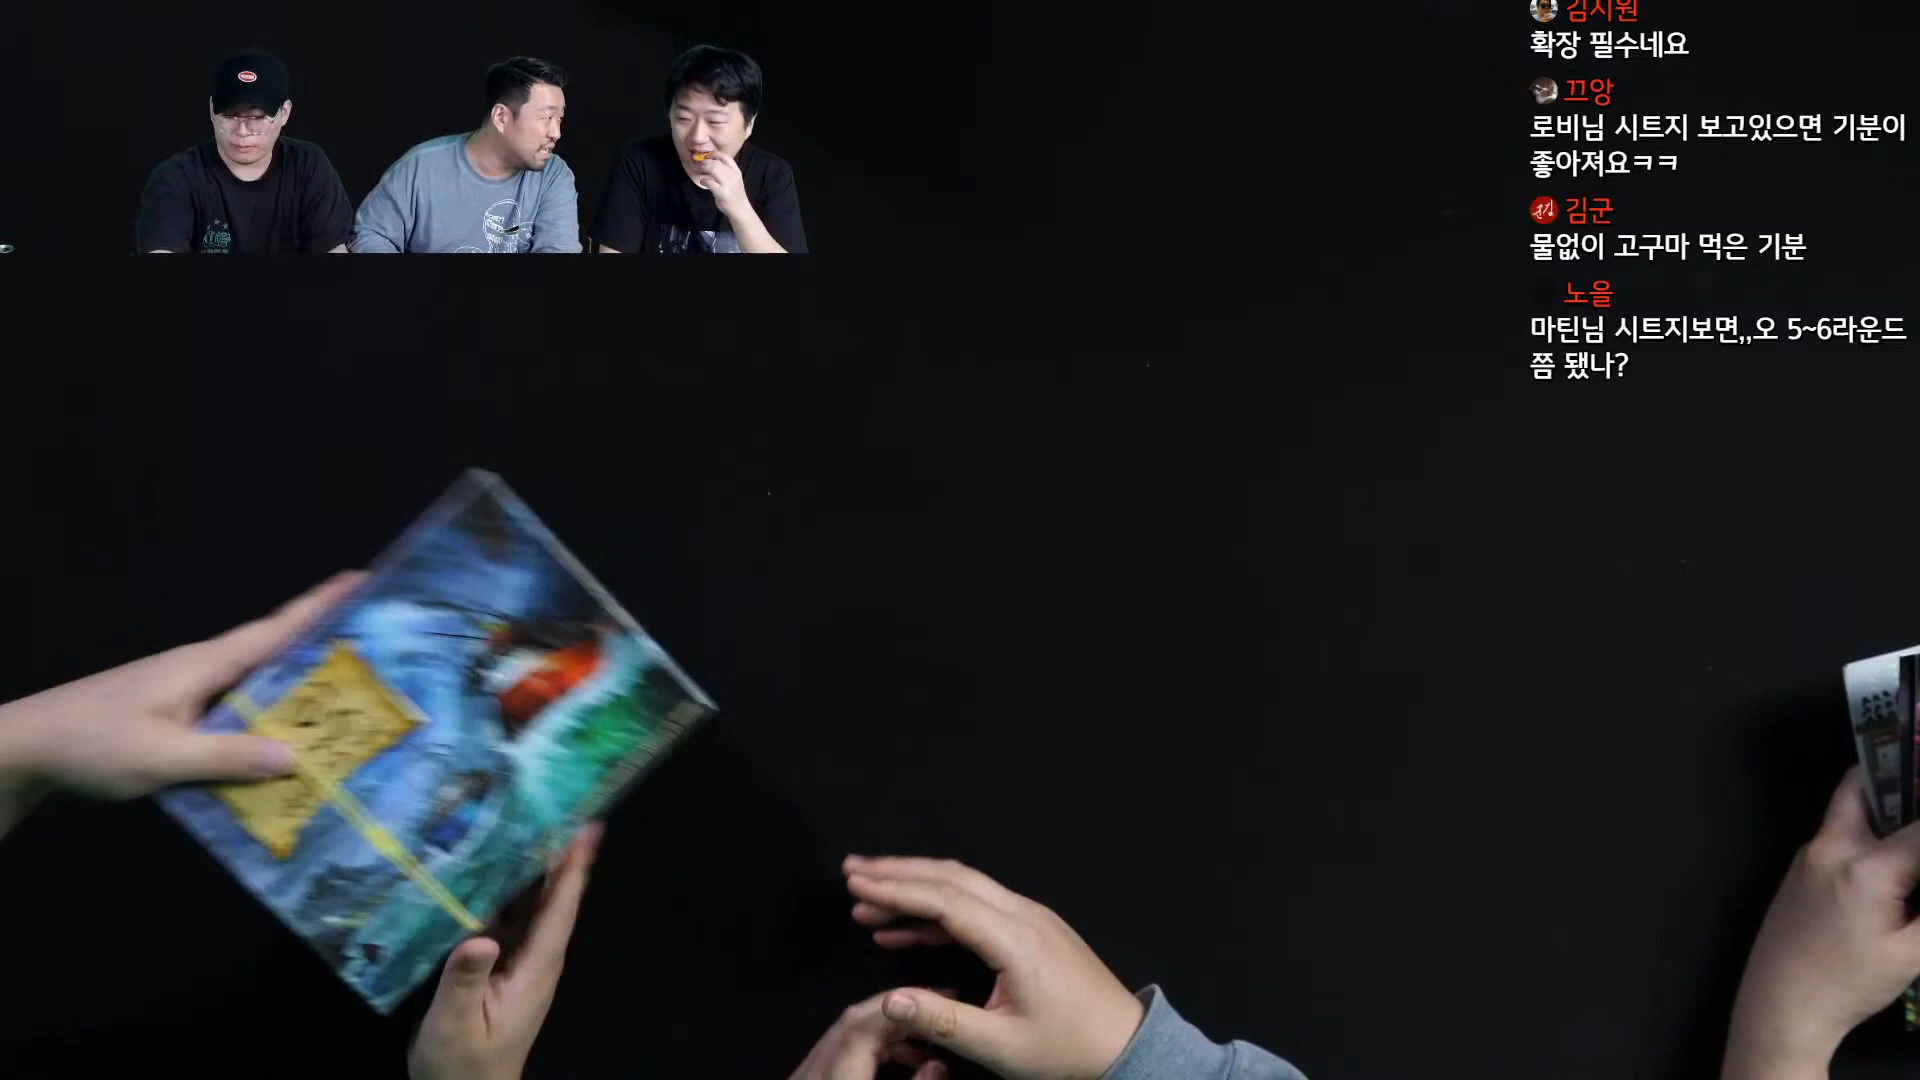 김지원
확장 필수네요
끄앙
로비님 시트지 보고있으면 기분이
좋아져요ㅋㅋ
김군
물없이 고구마 먹은 기분
노을
마틴님 시트지보면,,오 5~6라운드
쯤 됐나?